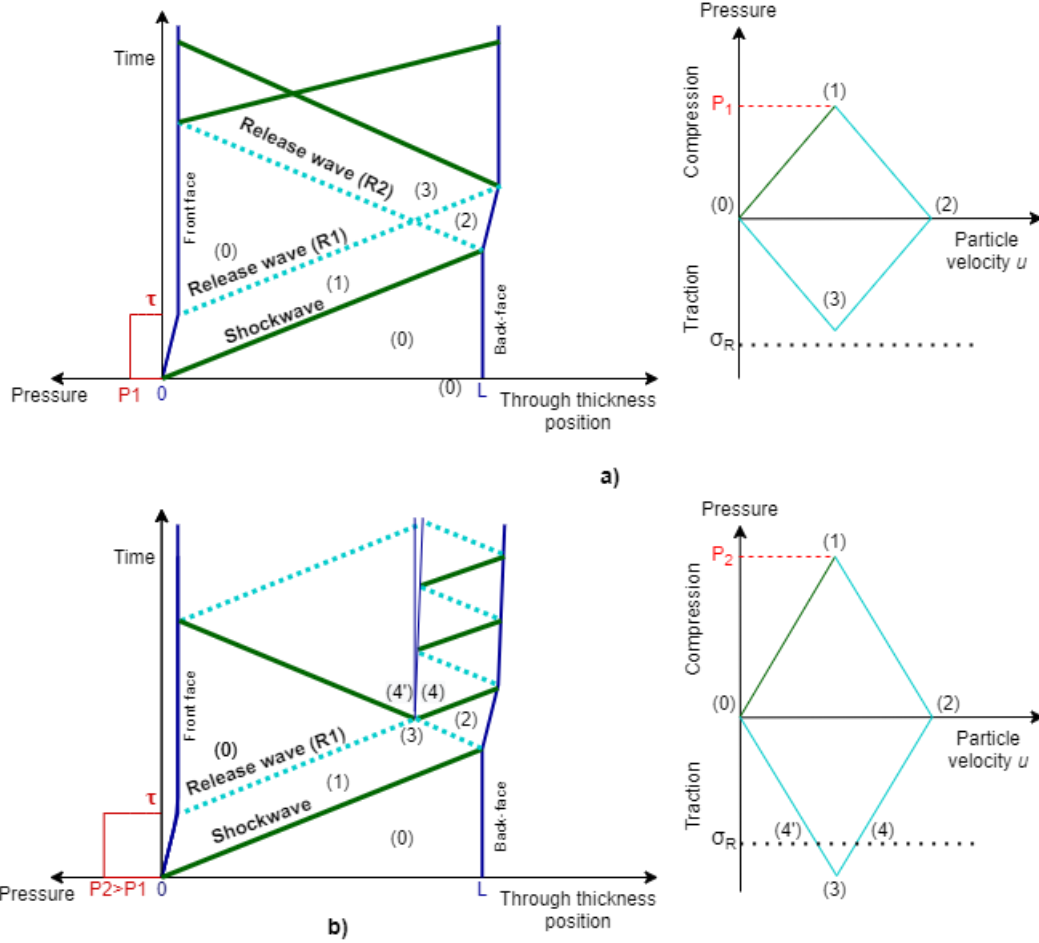 Pressure
Time
Compression
P1
(1)
Release wave (R2)
(3)
Front face
(0)
(2)
(0)
(2)
Release wave (R1)
Particle
velocity u
(1)
Shockwave
τ
Traction
(3)
Back-face
(0)
σR
(0)
Pressure
P1
0
L
Through thickness
position
a)
Pressure
Time
P2
(1)
Compression
Front face
(4')
(4)
(0)
(2)
(0)
(2)
(3)
Release wave (R1)
Particle
velocity u
(1)
Shockwave
τ
Traction
Back-face
(4')
(4)
(0)
σR
(3)
Pressure
P2>P1
0
L
Through thickness
position
b)